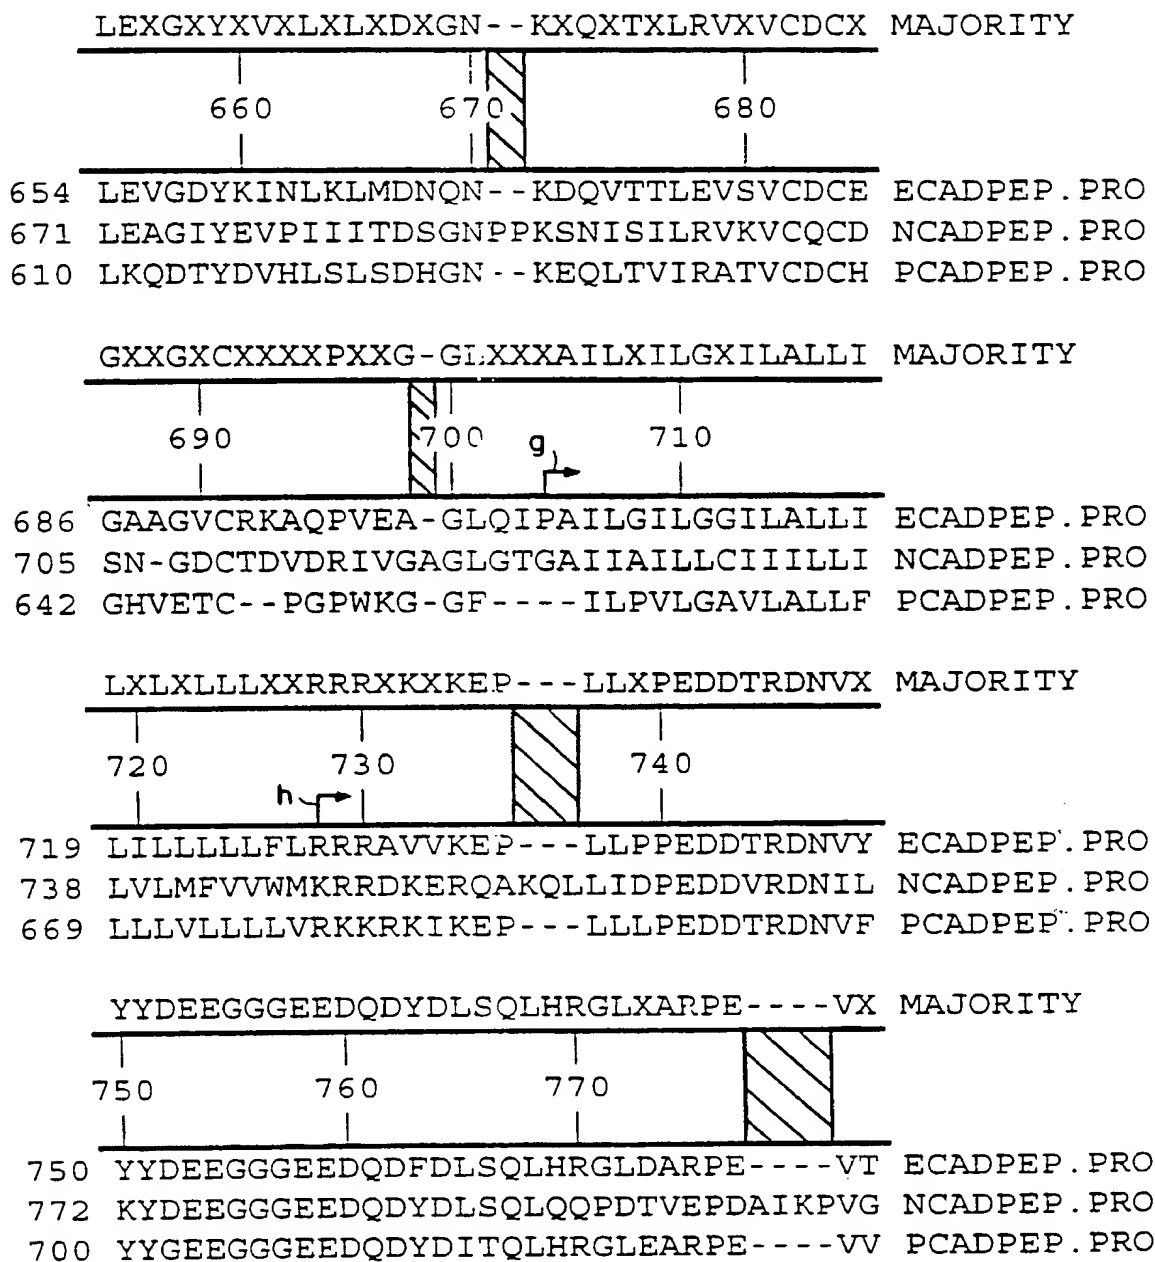 LEXGXYXVXLXLXDXGN--KXQXTXLRVXVCDCX MAJORITY
660 670 680
654 LEVGDYKINLKLMDNQN--KDQVTTLEVSVCDCE ECADPEP.PRO
671 LEAGIYEVPIIITDSGNPPKSNISILRVKVCQCD NCADPEP.PRO
610 LKQDTYDVHLSLSDHGN--KEQLTVIRATVCDCH PCADPEP.PRO
GXXGXCXXXXPXXG-GLXXXAILXILGXILALLI MAJORITY
690 700 710
g
686 GAAGVCRKAQPVEA-GLQIPAILGILGGILALLI ECADPEP.PRO
705 SN-GDCTDVDRIVGAGLGTGAIIAILLCIIILLI NCADPEP.PRO
642 GHVETC--PGPWKG-GF----ILPVLGAVLALLF PCADPEP.PRO
LXLXLLLXXRRRXKXKEP---LLXPEDDTRDNVX MAJORITY
720 730 740
h
719 LILLLLLFLRRRAVVKEP---LLPPEDDTRDNVY ECADPEP.PRO
738 LVLMFVVWMKRRDKERQAKQLLIDPEDDVRDNIL NCADPEP.PRO
669 LLLVLLLLVRKKRKIKEP---LLLPEDDTRDNVF PCADPEP.PRO
YYDEEGGGEEDQDYDLSQLHRGLXARPE----VX MAJORITY
750 760 770
750 YYDEEGGGEEDQDFDLSQLHRGLDARPE----VT ECADPEP.PRO
772 KYDEEGGGEEDQDYDLSQLQQPDTVEPDAIKPVG NCADPEP.PRO
700 YYGEEGGGEEDQDYDITQLHRGLEARPE----VV PCADPEP.PRO